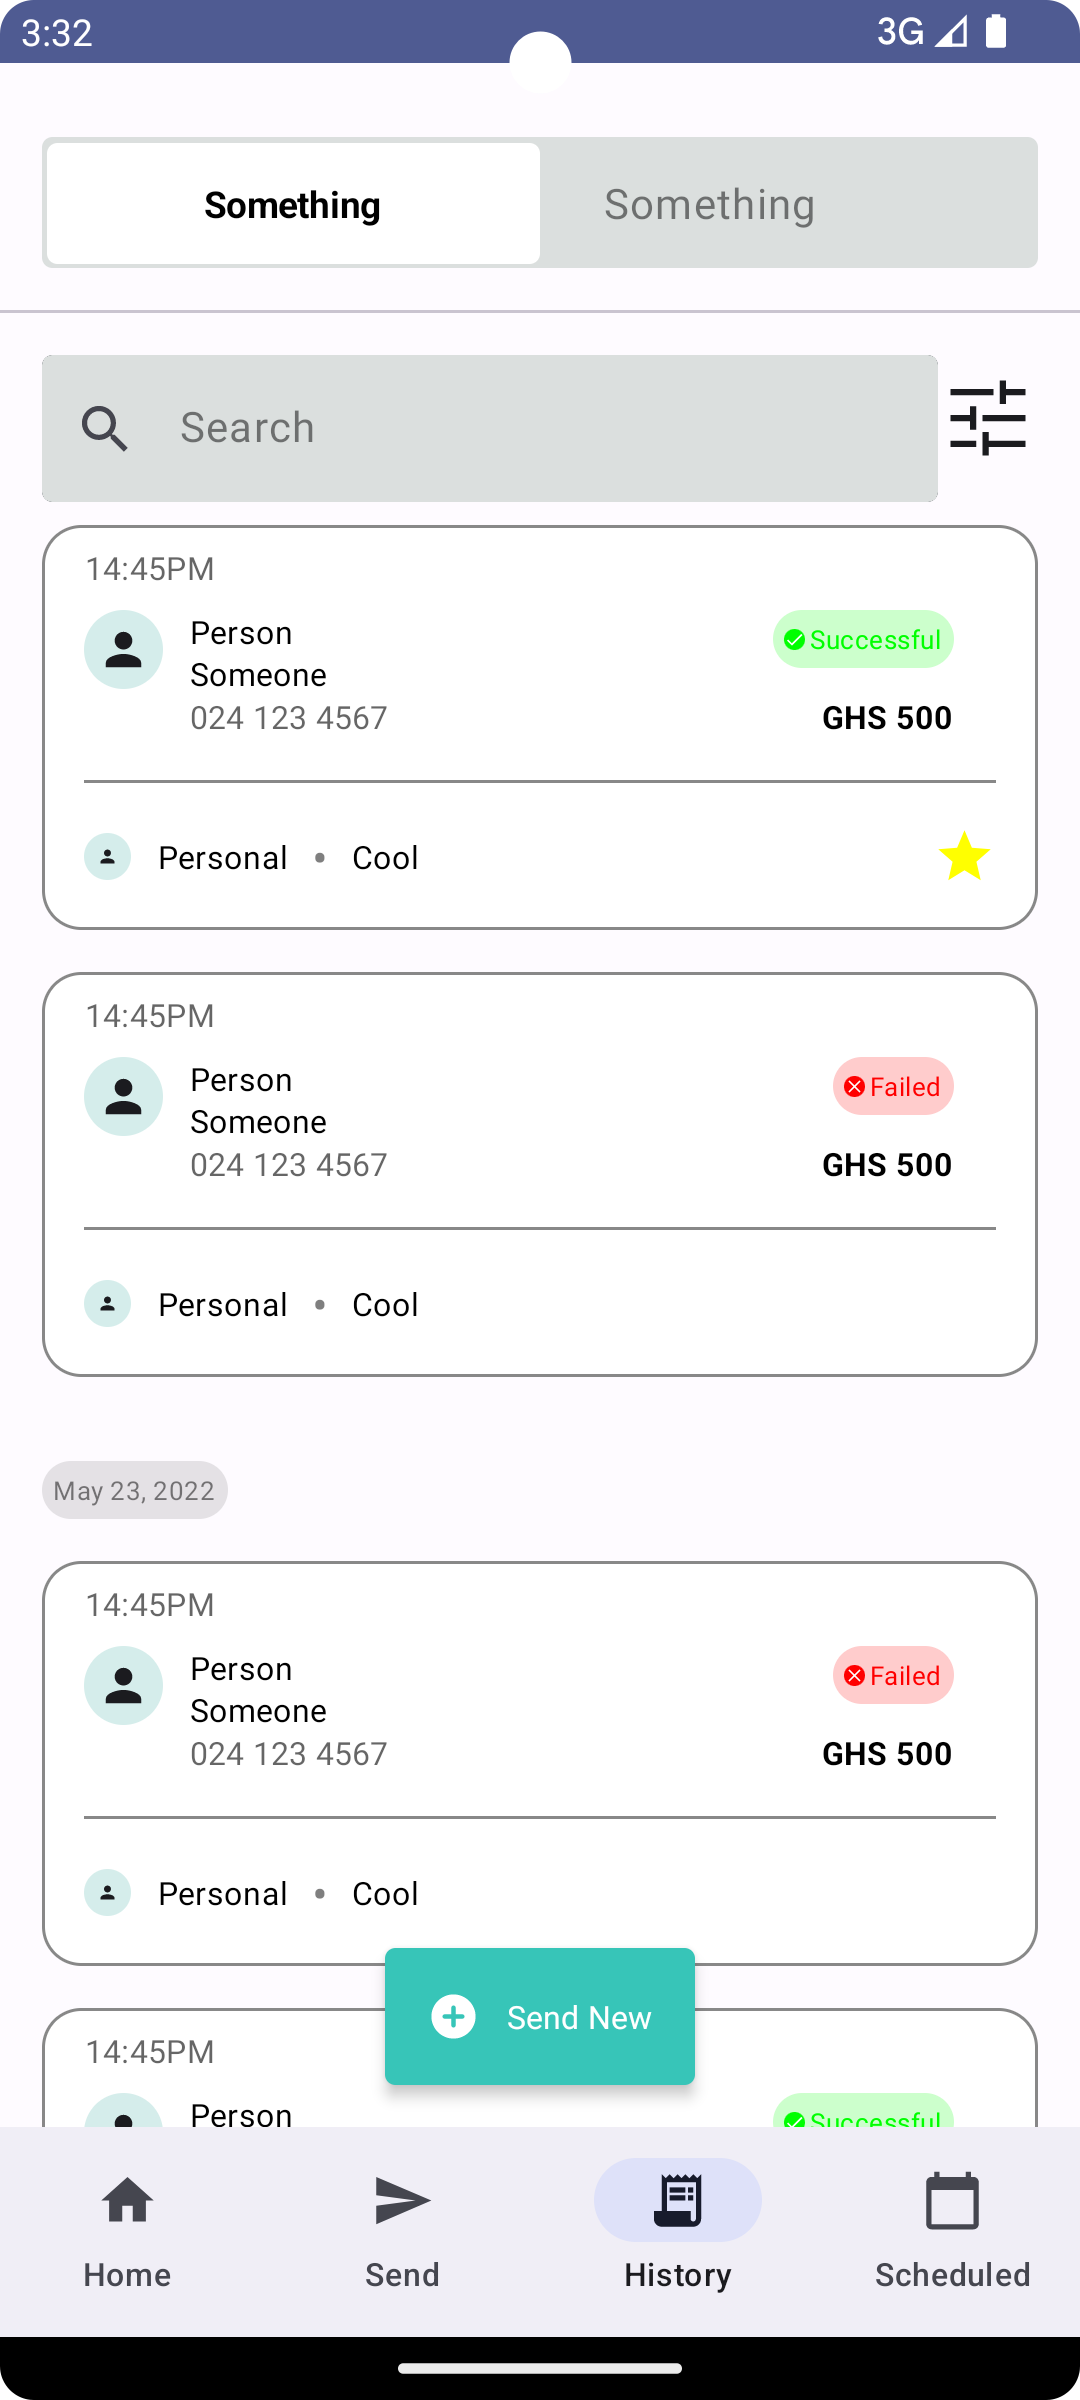 3:32 3G
Something Something
Search
14:45PM
Person Successful
Someone
024 123 4567 GHS 500
Personal • Cool
14:45PM
Person Failed
Someone
024 123 4567 GHS 500
Personal • Cool
May 23, 2022
14:45PM
Person Failed
Someone
024 123 4567 GHS 500
Personal • Cool
Send New
14:45PM
Person Successful
Home Send History Scheduled